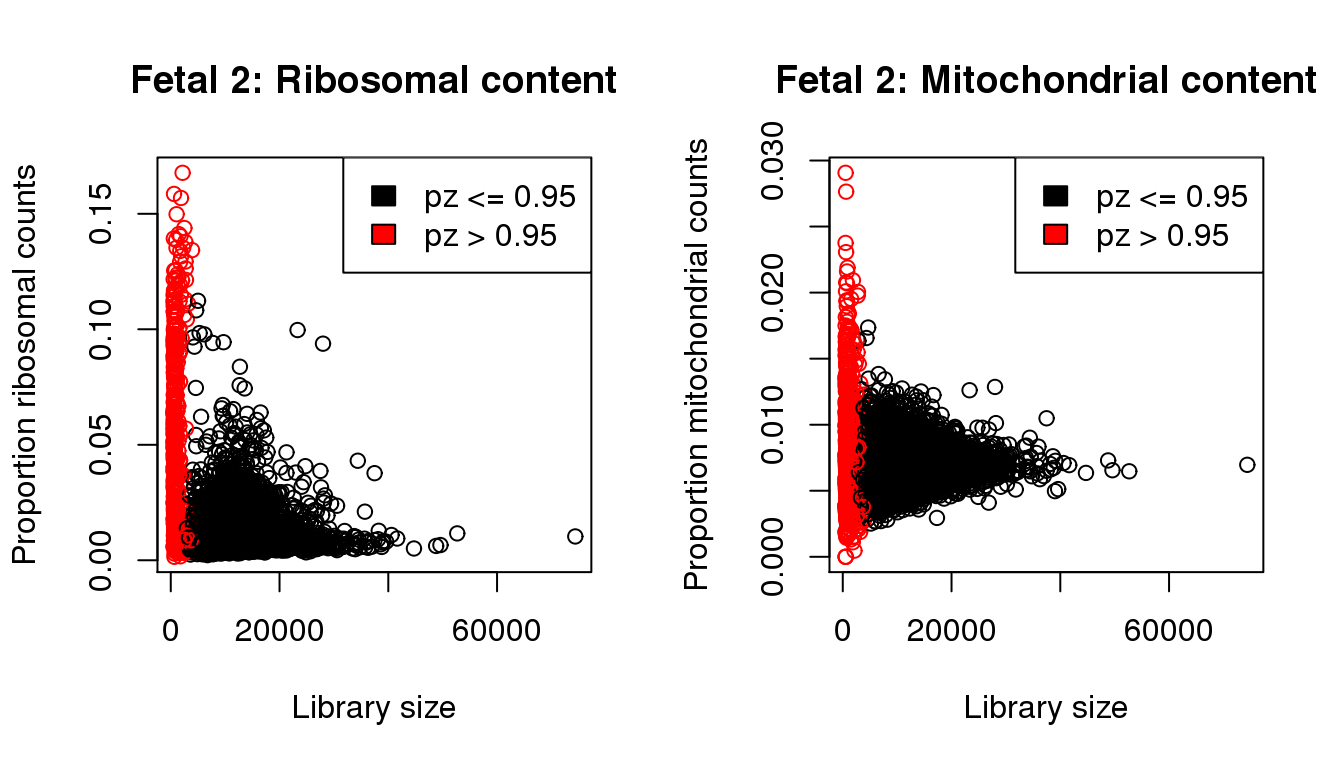 Fetal 2: Ribosomal content
Proportion ribosomal counts
0.15
0.10
0.05
0.00
pz <= 0.95
pz > 0.95
0 20000 60000
Library size
Fetal 2: Mitochondrial content
Proportion mitochondrial counts
0.030
0.020
0.010
0.000
pz <= 0.95
pz > 0.95
0 20000 60000
Library size